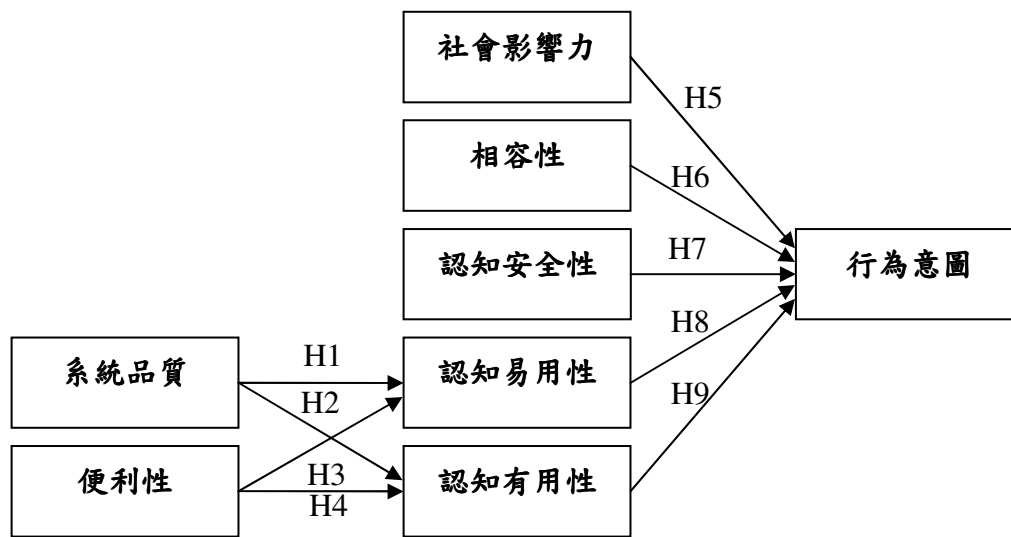 社會影響力
H5
相容性
H6
認知安全性
H7
行為意圖
H8
系統品質
H1
認知易用性
H2
H9
便利性
H3
認知有用性
H4